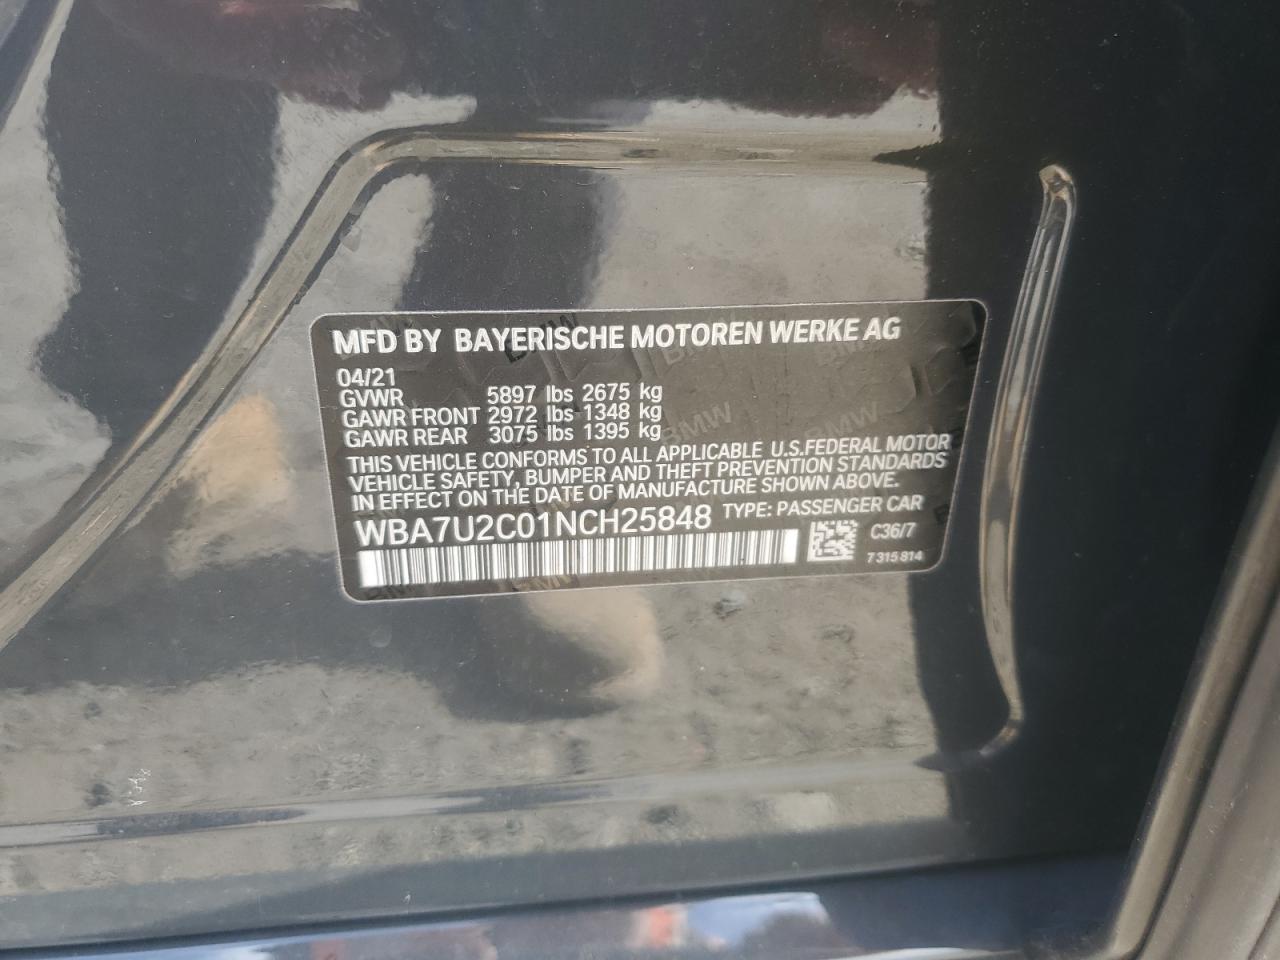 MFD BY BAYERISCHE MOTOREN WERKE AG
04/21
GVWR 5897 lbs 2675 kg
GAWR FRONT 2972 lbs 1348 kg
GAWR REAR 3075 lbs 1395 kg
THIS VEHICLE CONFORMS TO ALL APPLICABLE U.S.FEDERAL MOTOR
VEHICLE SAFETY, BUMPER AND THEFT PREVENTION STANDARDS
IN EFFECT ON THE DATE OF MANUFACTURE SHOWN ABOVE.
WBA7U2C01NCH25848 TYPE: PASSENGER CAR
C36/7
7 315 814